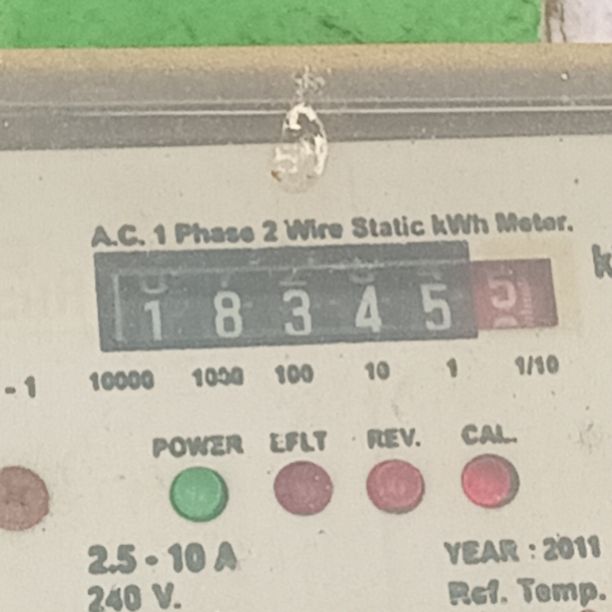 A.C. 1 Phase 2 Wire Static kWh Meter.
1 8 3 4 5 5
k
- 1 10000 1000 100 10 1 1/10
POWER EFLT REV. CAL.
2.5 - 10 A YEAR : 2011
240 V. Ref. Temp.